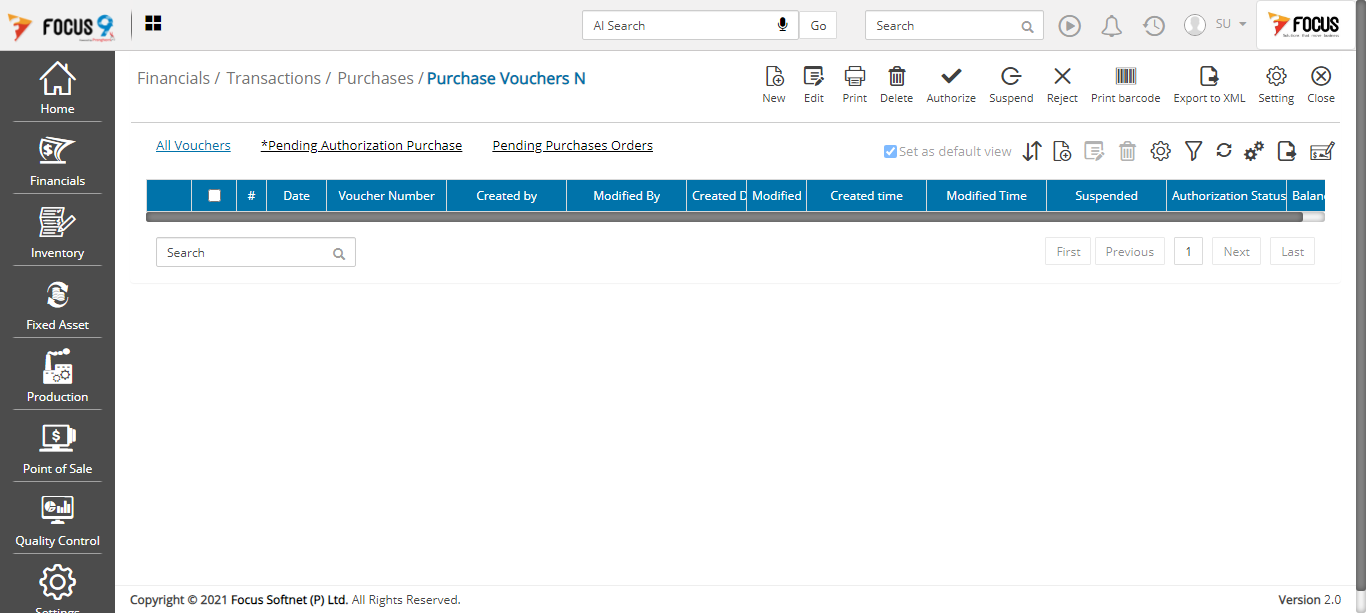 FOCUS 9
AI Search
Go
Search
SU
FOCUS
Home
Financials
Inventory
Fixed Asset
Production
Point of Sale
Quality Control
Settings
Financials / Transactions / Purchases / Purchase Vouchers N
New
Edit
Print
Delete
Authorize
Suspend
Reject
Print barcode
Export to XML
Setting
Close
All Vouchers
*Pending Authorization Purchase
Pending Purchases Orders
Set as default view
# Date Voucher Number Created by Modified By Created D Modified Created time Modified Time Suspended Authorization Status Balan
Search
First Previous 1 Next Last
Copyright © 2021 Focus Softnet (P) Ltd. All Rights Reserved.
Version 2.0